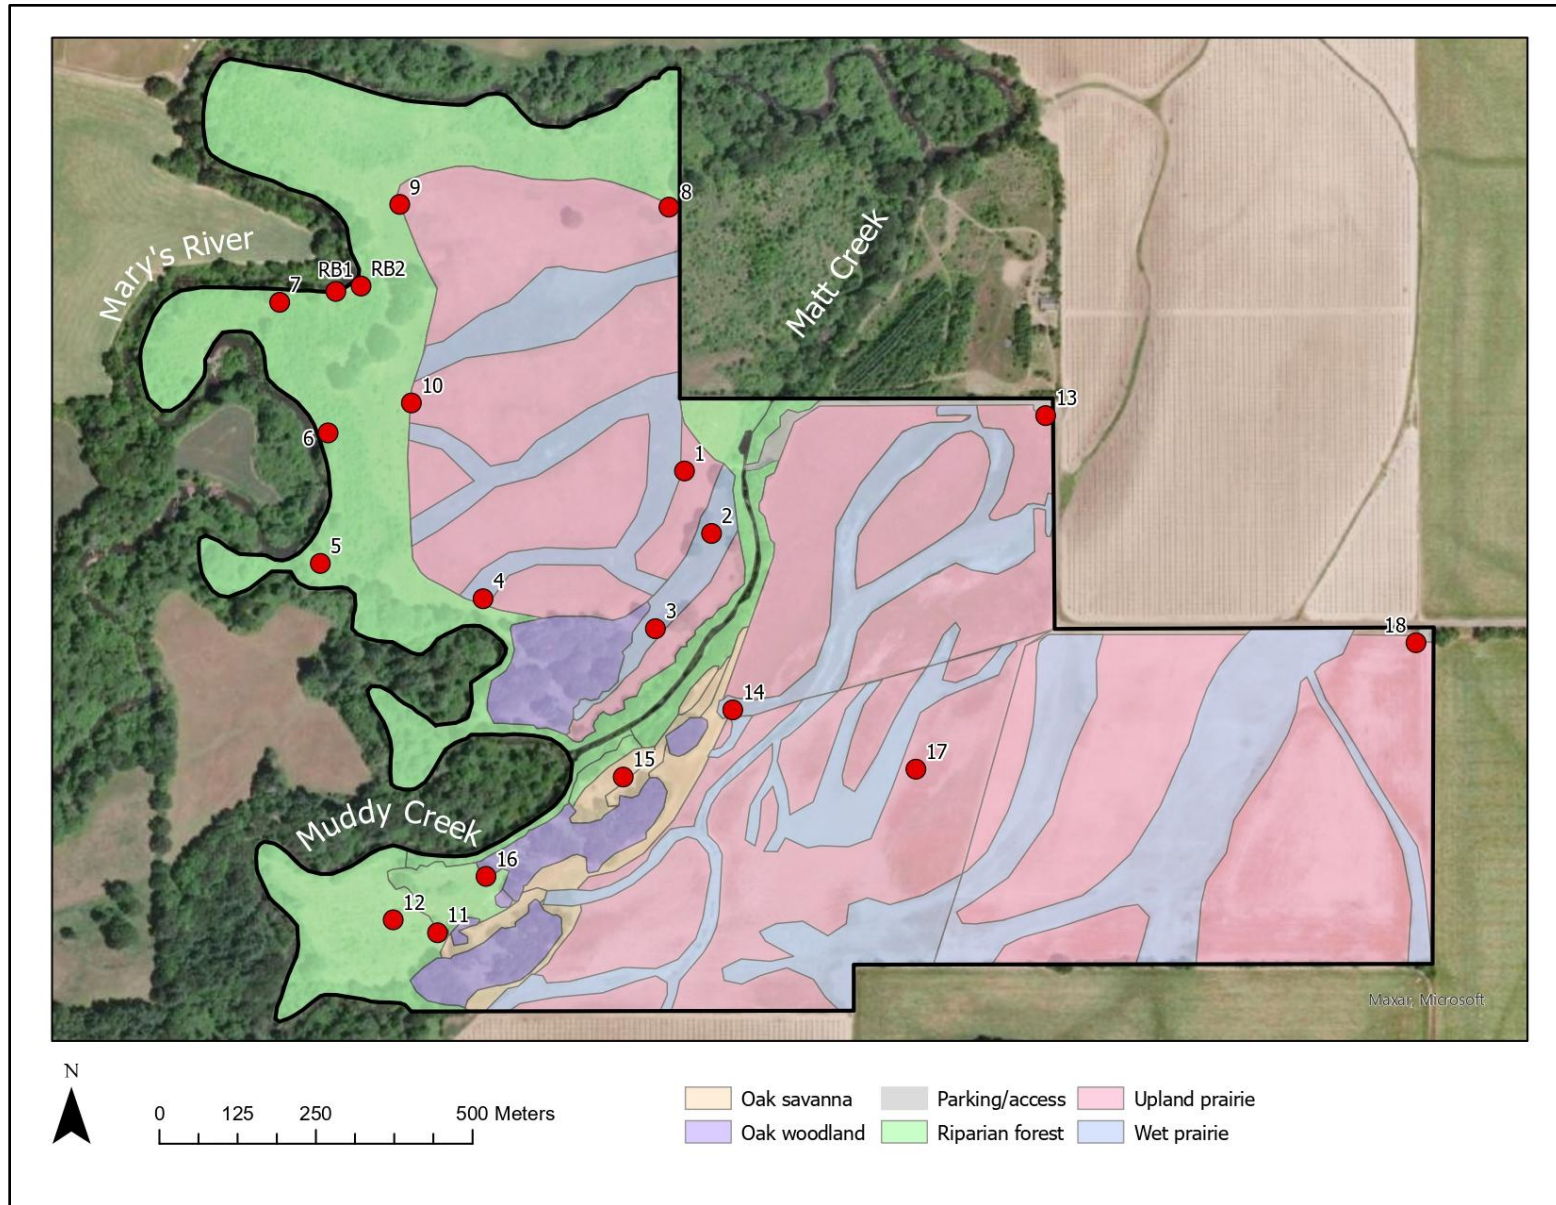 9
8
Mary's River
Matt Creek
7
RB1
RB2
10
13
6
1
2
5
4
3
18
14
17
15
Muddy Creek
16
12
11
Maxar, Microsoft
N
0 125 250 500 Meters
Oak savanna
Parking/access
Upland prairie
Oak woodland
Riparian forest
Wet prairie